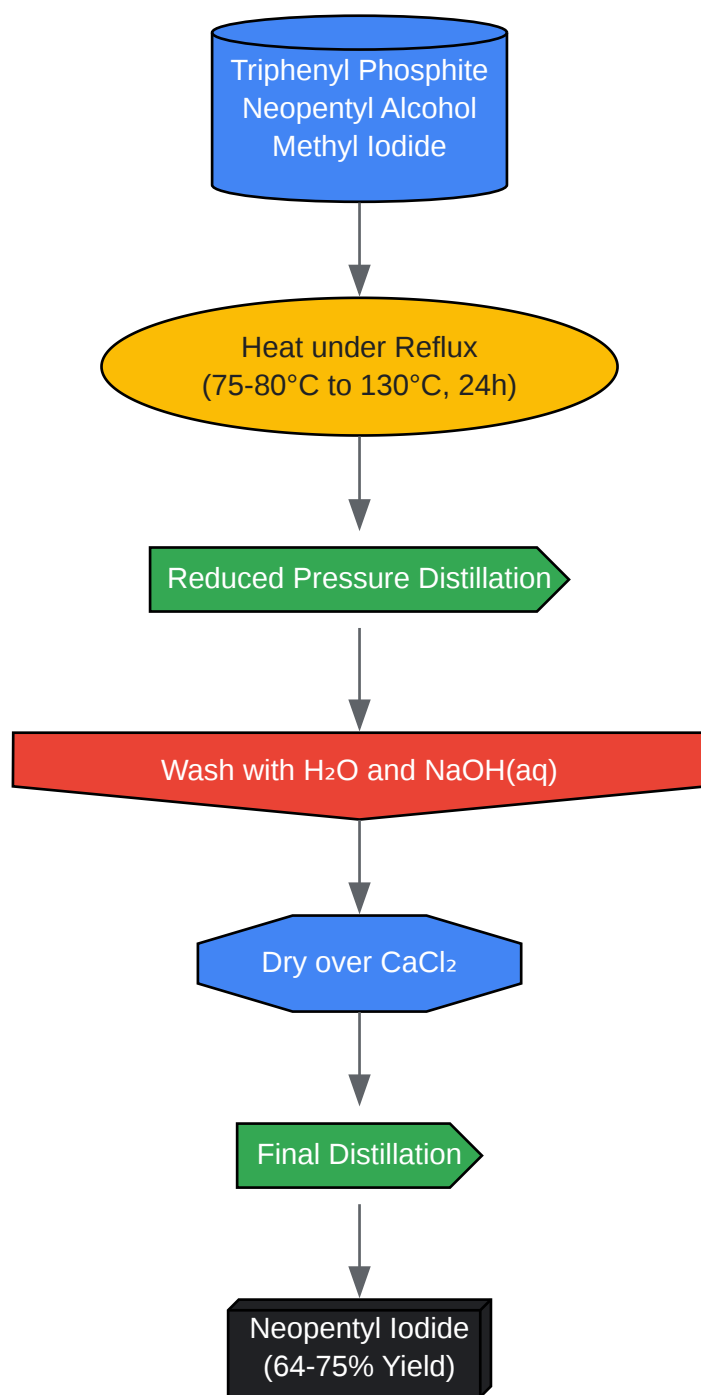 Triphenyl Phosphite
Neopentyl Alcohol
Methyl Iodide
Heat under Reflux
(75-80°C to 130°C, 24h)
Reduced Pressure Distillation
Wash with H₂O and NaOH(aq)
Dry over CaCl₂
Final Distillation
Neopentyl Iodide
(64-75% Yield)